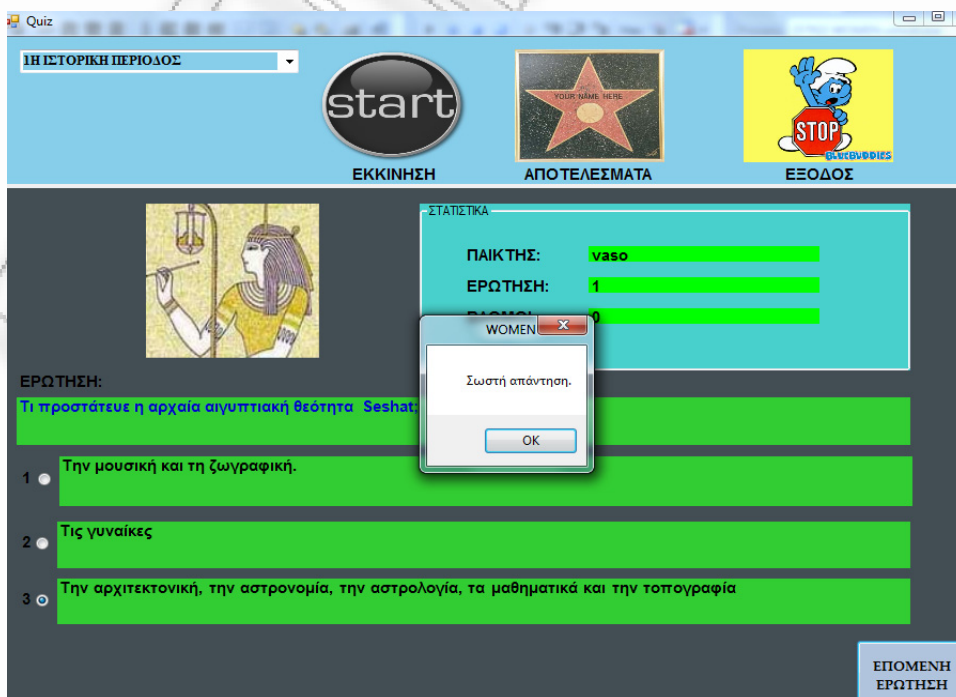 Quiz
1Η ΙΣΤΟΡΙΚΗ ΠΕΡΙΟΔΟΣ
start
YOUR NAME HERE
STOP
BLUEBUDDIES
ΕΚΚΙΝΗΣΗ
ΑΠΟΤΕΛΕΣΜΑΤΑ
ΕΞΟΔΟΣ
ΣΤΑΤΙΣΤΙΚΑ
ΠΑΙΚΤΗΣ: vaso
ΕΡΩΤΗΣΗ: 1
0
WOMEN
Σωστή απάντηση.
OK
ΕΡΩΤΗΣΗ:
Τι προστάτευε η αρχαία αιγυπτιακή θεότητα Seshat;
1 Την μουσική και τη ζωγραφική.
2 Τις γυναίκες
3 Την αρχιτεκτονική, την αστρονομία, την αστρολογία, τα μαθηματικά και την τοπογραφία
ΕΠΟΜΕΝΗ
ΕΡΩΤΗΣΗ